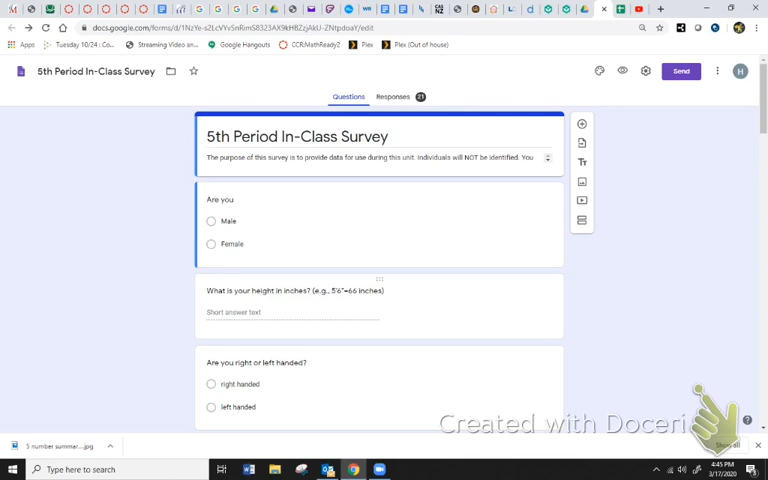 docs.google.com/forms/d/1NzYe-s2LcVYvSnRimS8323AX9kHBZzjAkU-ZNtpdoaY/edit
Apps
Tuesday 10/24 : Co...
Streaming Video an...
Google Hangouts
CCR:MathReady2
Plex
Plex (Out of house)
5th Period In-Class Survey
Send
H
Questions
Responses 21
5th Period In-Class Survey
The purpose of this survey is to provide data for use during this unit. Individuals will NOT be identified. You
Are you
Male
Female
What is your height in inches? (e.g., 5'6"=66 inches)
Short answer text
Are you right or left handed?
right handed
left handed
Created with Doceri
5 number summar....jpg
Show all
Type here to search
4:45 PM
3/17/2020